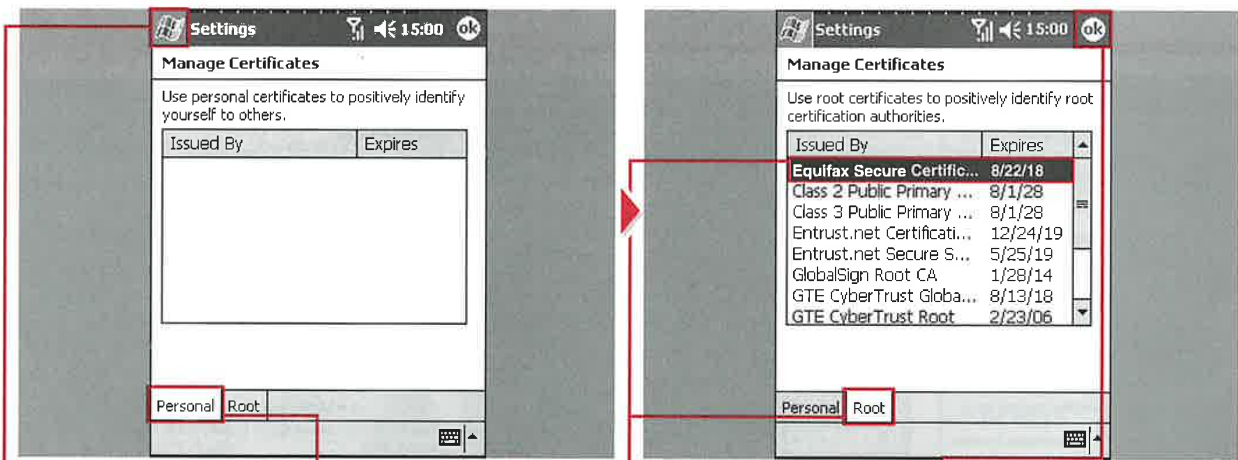 Settings 15:00 ok
Manage Certificates
Use personal certificates to positively identify
yourself to others.
Issued By Expires
Personal Root
Settings 15:00 ok
Manage Certificates
Use root certificates to positively identify root
certification authorities.
Issued By Expires
Equifax Secure Certific... 8/22/18
Class 2 Public Primary ... 8/1/28
Class 3 Public Primary ... 8/1/28
Entrust.net Certificati... 12/24/19
Entrust.net Secure S... 5/25/19
GlobalSign Root CA 1/28/14
GTE CyberTrust Globa... 8/13/18
GTE CyberTrust Root 2/23/06
Personal Root